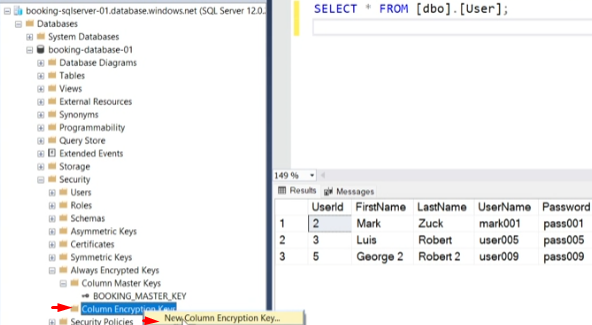 booking-sqlserver-01.database.windows.net (SQL Server 12.0.
Databases
System Databases
booking-database-01
Database Diagrams
Tables
Views
External Resources
Synonyms
Programmability
Query Store
Extended Events
Storage
Security
Users
Roles
Schemas
Asymmetric Keys
Certificates
Symmetric Keys
Always Encrypted Keys
Column Master Keys
BOOKING_MASTER_KEY
Column Encryption Keys
New Column Encryption Key...
Security Policies
SELECT * FROM [dbo].[User];
149 %
Results Messages
UserId FirstName LastName UserName Password
1 2 Mark Zuck mark001 pass001
2 3 Luis Robert user005 pass005
3 5 George 2 Robert 2 user009 pass009